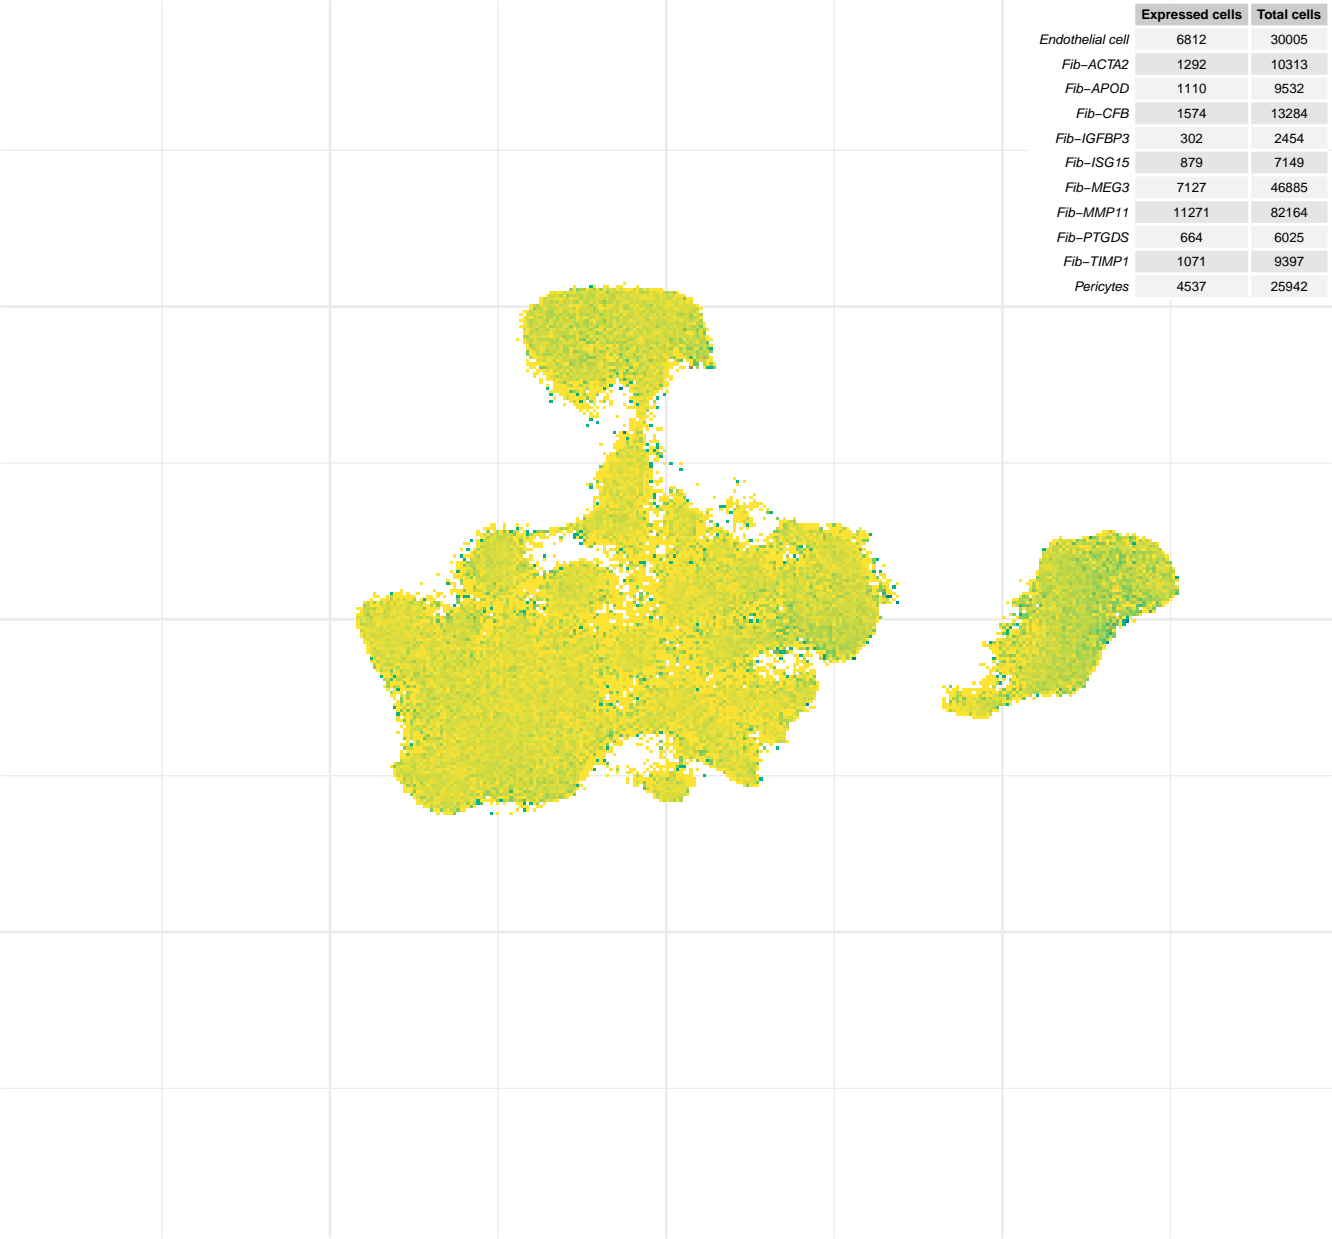 Expressed cells Total cells
Endothelial cell 6812 30005
Fib−ACTA2 1292 10313
Fib−APOD 1110 9532
Fib−CFB 1574 13284
Fib−IGFBP3 302 2454
Fib−ISG15 879 7149
Fib−MEG3 7127 46885
Fib−MMP11 11271 82164
Fib−PTGDS 664 6025
Fib−TIMP1 1071 9397
Pericytes 4537 25942